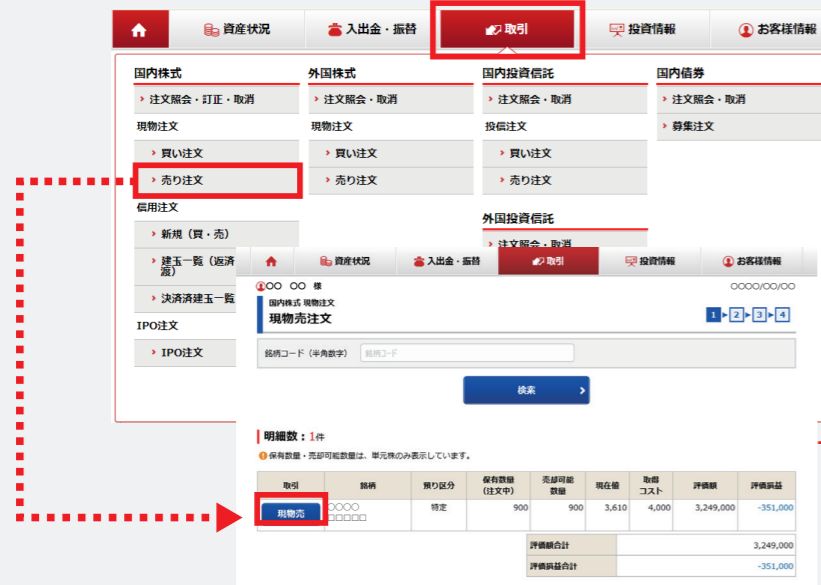 資産状況 入出金・振替 取引 投資情報 お客様情報
国内株式 外国株式 国内投資信託 国内債券
注文照会・訂正・取消 注文照会・取消 注文照会・取消 注文照会・取消
現物注文 現物注文 投信注文 募集注文
買い注文 買い注文 買い注文
売り注文 売り注文 売り注文
信用注文
外国投資信託
新規（買・売）
注文照会・取消
建玉一覧（返済
渡）
決済済建玉一覧
IPO注文
IPO注文
資産状況 入出金・振替 取引 投資情報 お客様情報
○○ ○○ 様 ○○○○/○○/○○
国内株式 現物注文
現物売注文 1 2 3 4
銘柄コード（半角数字） 銘柄コード
検索
明細数：1件
保有数量・売却可能数量は、単元株のみ表示しています。
取引 銘柄 預り区分 保有数量（注文中） 売却可能数量 現在値 取得コスト 評価額 評価損益
現物売 ○○○○ 特定 900 900 3,610 4,000 3,249,000 -351,000
□□□□□
評価額合計 3,249,000
評価損益合計 -351,000